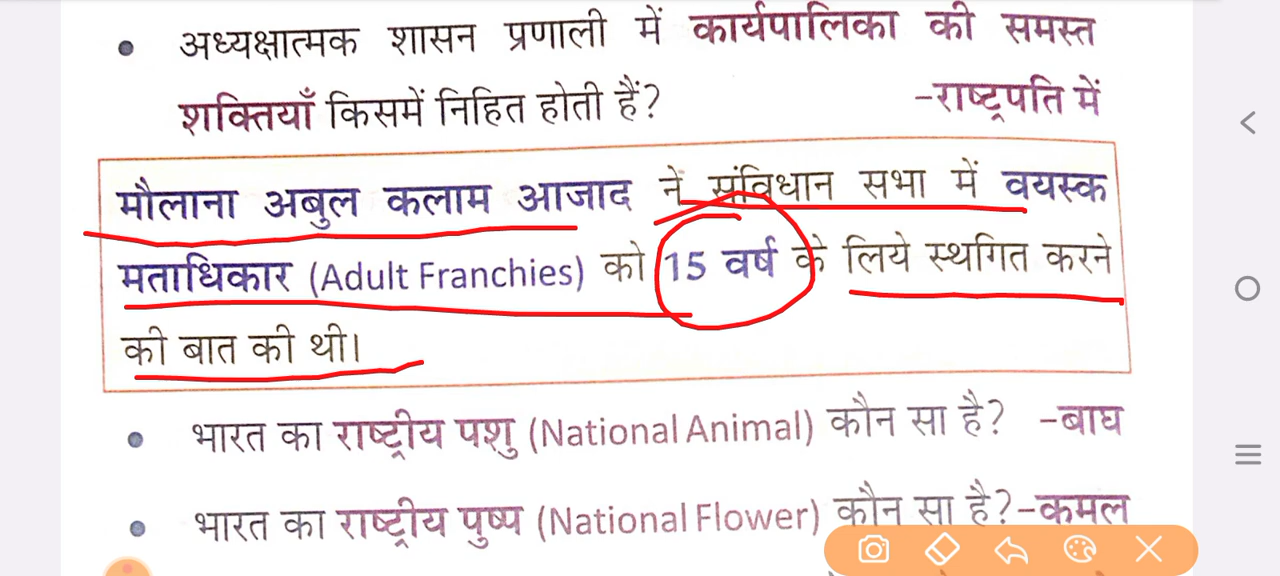 अध्यक्षात्मक शासन प्रणाली में कार्यपालिका की समस्त
शक्तियाँ किसमें निहित होती हैं? -राष्ट्रपति में
मौलाना अबुल कलाम आजाद ने संविधान सभा में वयस्क
मताधिकार (Adult Franchies) को 15 वर्ष के लिये स्थगित करने
की बात की थी।
भारत का राष्ट्रीय पशु (National Animal) कौन सा है? -बाघ
भारत का राष्ट्रीय पुष्प (National Flower) कौन सा है?-कमल